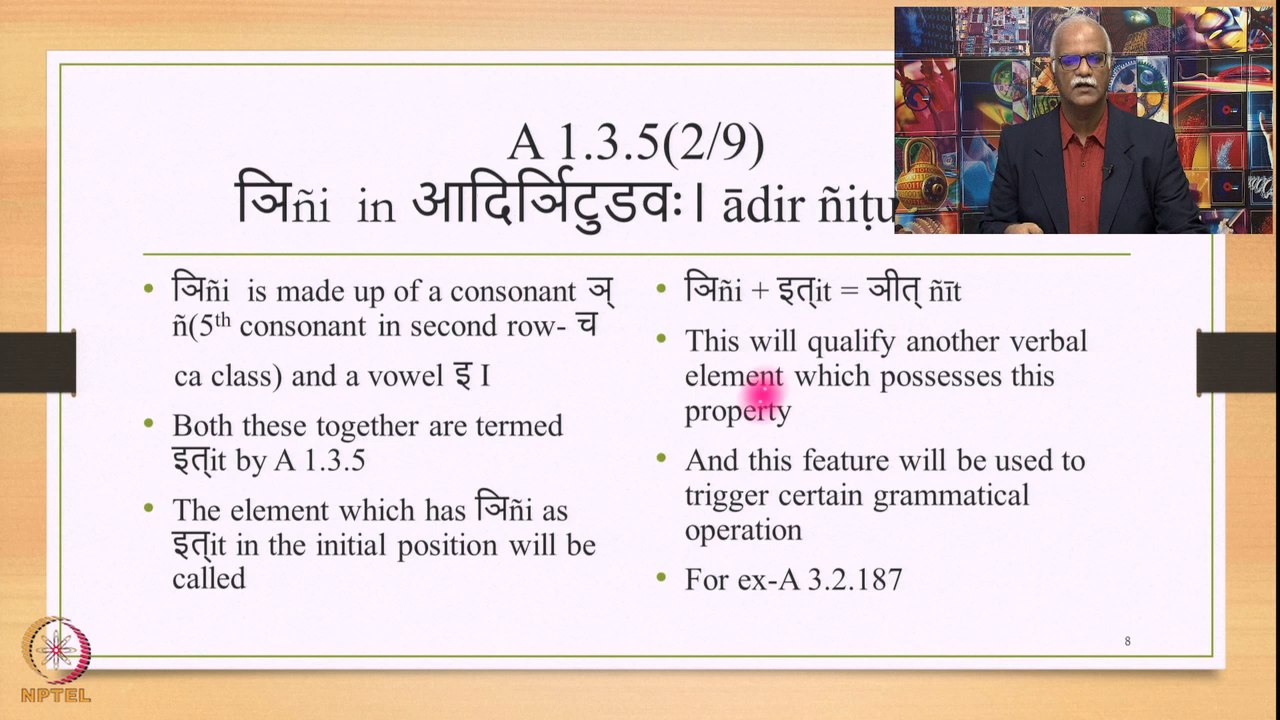 A 1.3.5(2/9)
ञिñi in आदिर्ञिटुडवः। ādir ñiṭu
• ञिñi is made up of a consonant ञ्
ñ(5th consonant in second row- च
ca class) and a vowel इ I
• Both these together are termed
इत्it by A 1.3.5
• The element which has ञिñi as
इत्it in the initial position will be
called
• ञिñi + इत्it = ञीत् ñīt
• This will qualify another verbal
element which possesses this
property
• And this feature will be used to
trigger certain grammatical
operation
• For ex-A 3.2.187
8
NPTEL